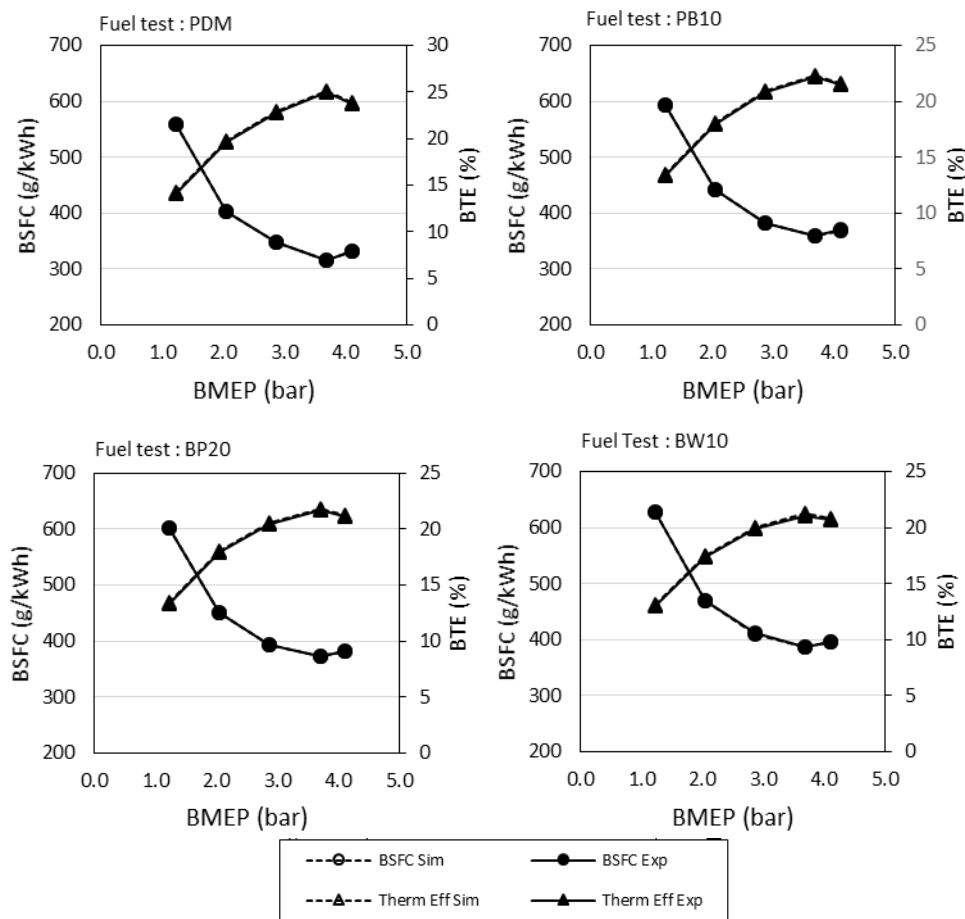 Fuel test : PDM
700
600
500
400
300
200
BSFC (g/kWh)
30
25
20
15
10
5
0
BTE (%)
0.0 1.0 2.0 3.0 4.0 5.0
BMEP (bar)
Fuel test : PB10
700
600
500
400
300
200
BSFC (g/kWh)
25
20
15
10
5
0
BTE (%)
0.0 1.0 2.0 3.0 4.0 5.0
BMEP (bar)
Fuel test : BP20
700
600
500
400
300
200
BSFC (g/kWh)
25
20
15
10
5
0
BTE (%)
0.0 1.0 2.0 3.0 4.0 5.0
BMEP (bar)
Fuel Test : BW10
700
600
500
400
300
200
BSFC (g/kWh)
25
20
15
10
5
0
BTE (%)
0.0 1.0 2.0 3.0 4.0 5.0
BMEP (bar)
BSFC Sim BSFC Exp
Therm Eff Sim Therm Eff Exp